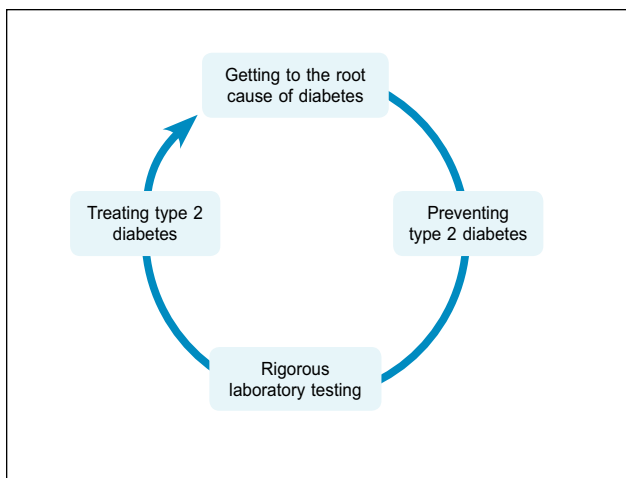 Getting to the root
cause of diabetes
Preventing
type 2 diabetes
Rigorous
laboratory testing
Treating type 2
diabetes